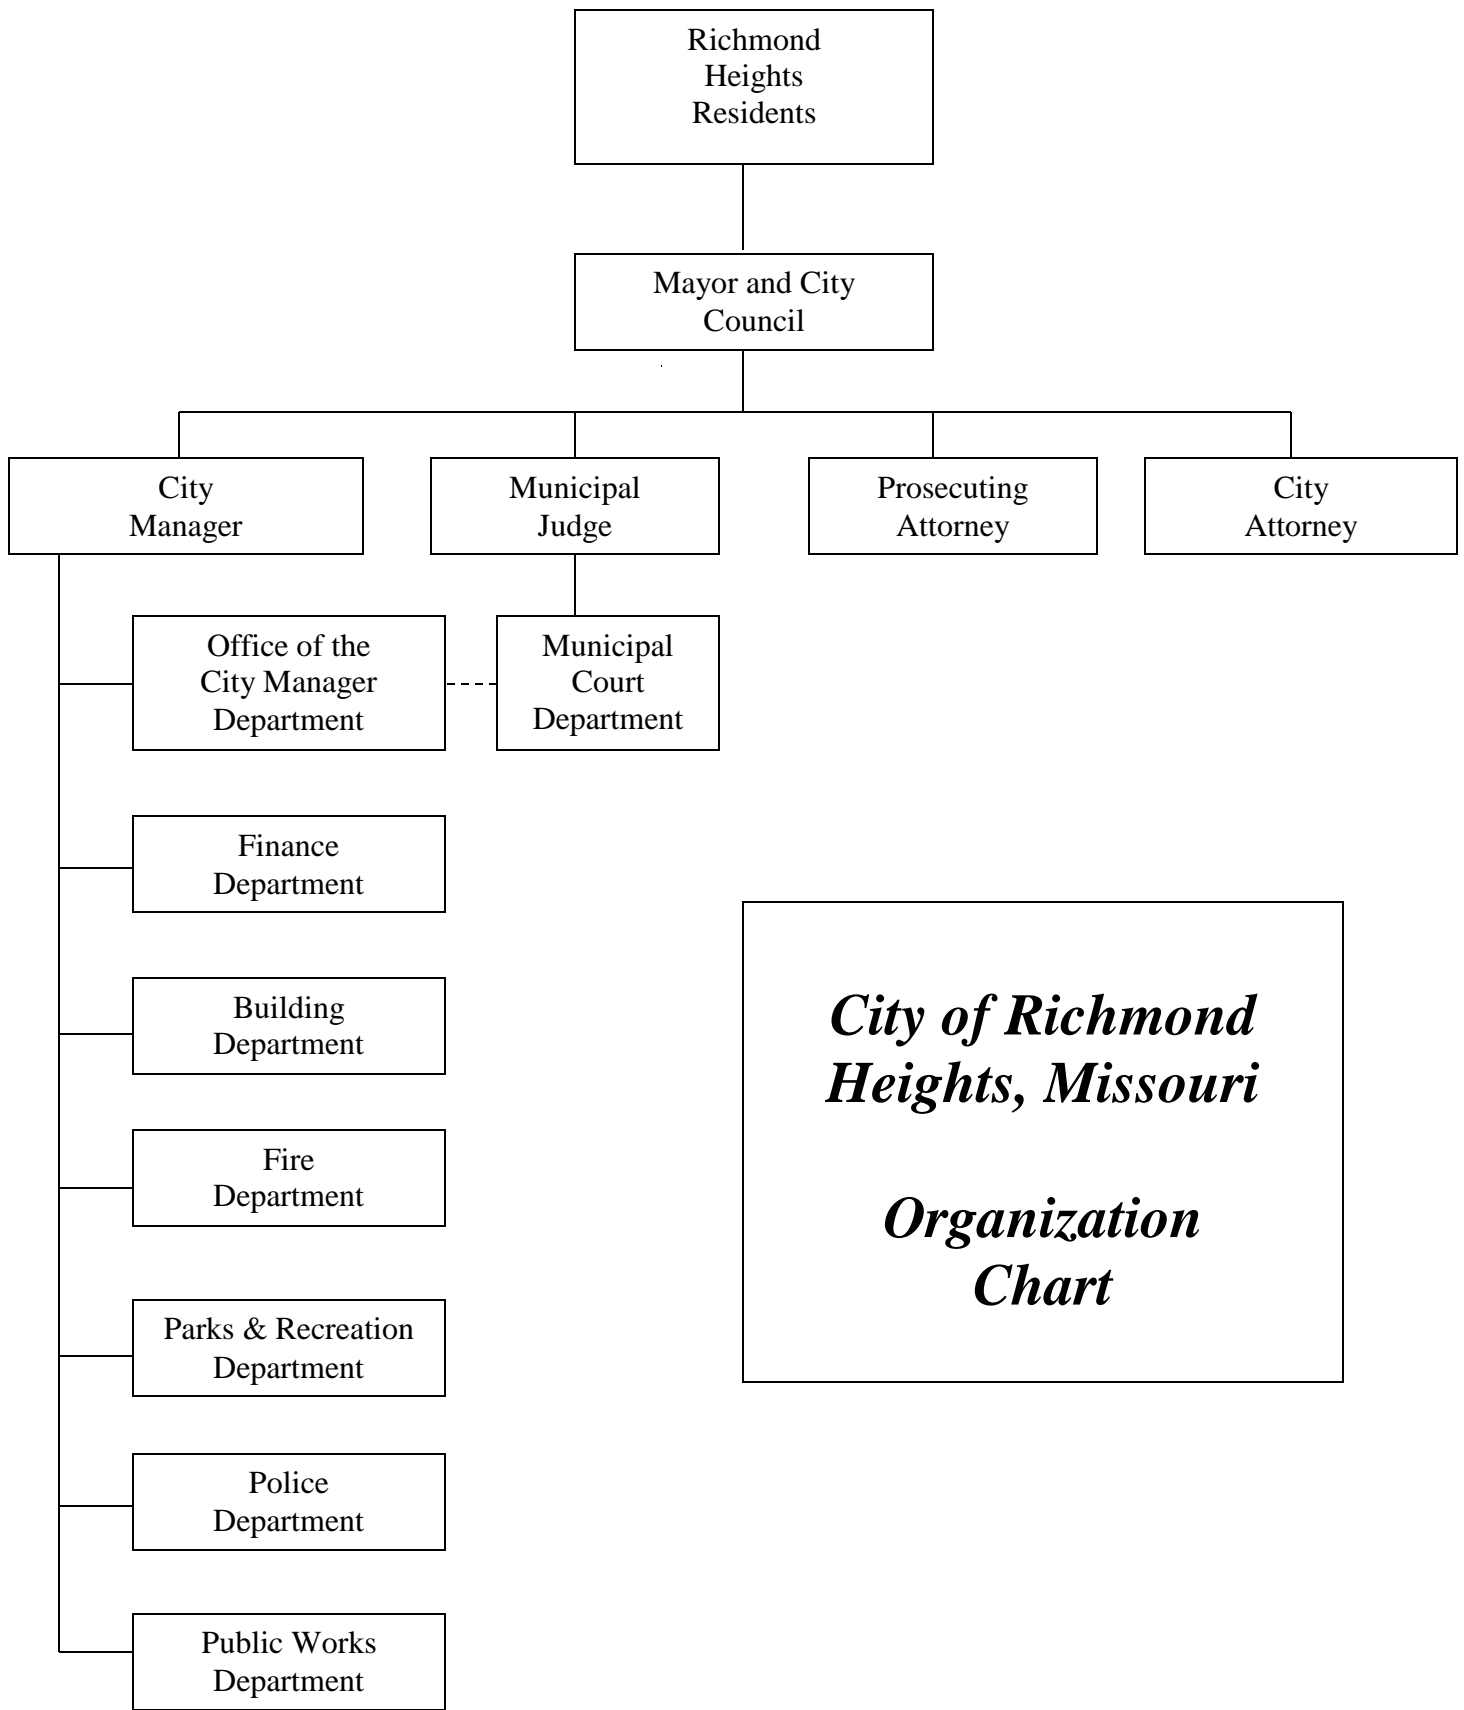 Richmond
Heights
Residents
Mayor and City
Council
City
Manager
Municipal
Judge
Prosecuting
Attorney
City
Attorney
Office of the
City Manager
Department
Municipal
Court
Department
Finance
Department
Building
Department
Fire
Department
Parks & Recreation
Department
Police
Department
Public Works
Department
City of Richmond
Heights, Missouri
Organization
Chart